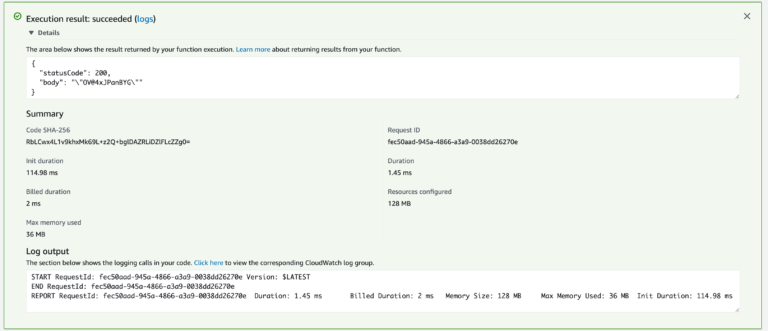 Execution result: succeeded (logs)
▼ Details
The area below shows the result returned by your function execution. Learn more about returning results from your function.
{
  "statusCode": 200,
  "body": "\"OV@4xJPanBYG\""
}
Summary
Code SHA-256
RbLCwx4L1v9khxMk69L+z2Q+bglDAZRLiDZlFLcZZg0=
Request ID
fec50aad-945a-4866-a3a9-0038dd26270e
Init duration
114.98 ms
Duration
1.45 ms
Billed duration
2 ms
Resources configured
128 MB
Max memory used
36 MB
Log output
The section below shows the logging calls in your code. Click here to view the corresponding CloudWatch log group.
START RequestId: fec50aad-945a-4866-a3a9-0038dd26270e Version: $LATEST
END RequestId: fec50aad-945a-4866-a3a9-0038dd26270e
REPORT RequestId: fec50aad-945a-4866-a3a9-0038dd26270e  Duration: 1.45 ms  Billed Duration: 2 ms  Memory Size: 128 MB  Max Memory Used: 36 MB  Init Duration: 114.98 ms